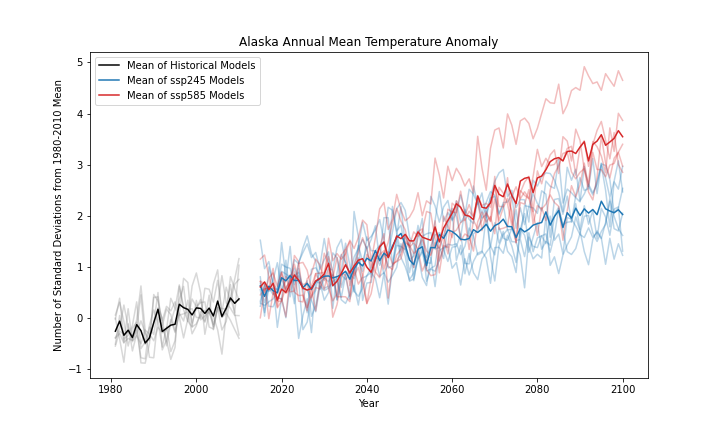 Alaska Annual Mean Temperature Anomaly
Mean of Historical Models
Mean of ssp245 Models
Mean of ssp585 Models
Number of Standard Deviations from 1980-2010 Mean
5
4
3
2
1
0
−1
1980 2000 2020 2040 2060 2080 2100
Year